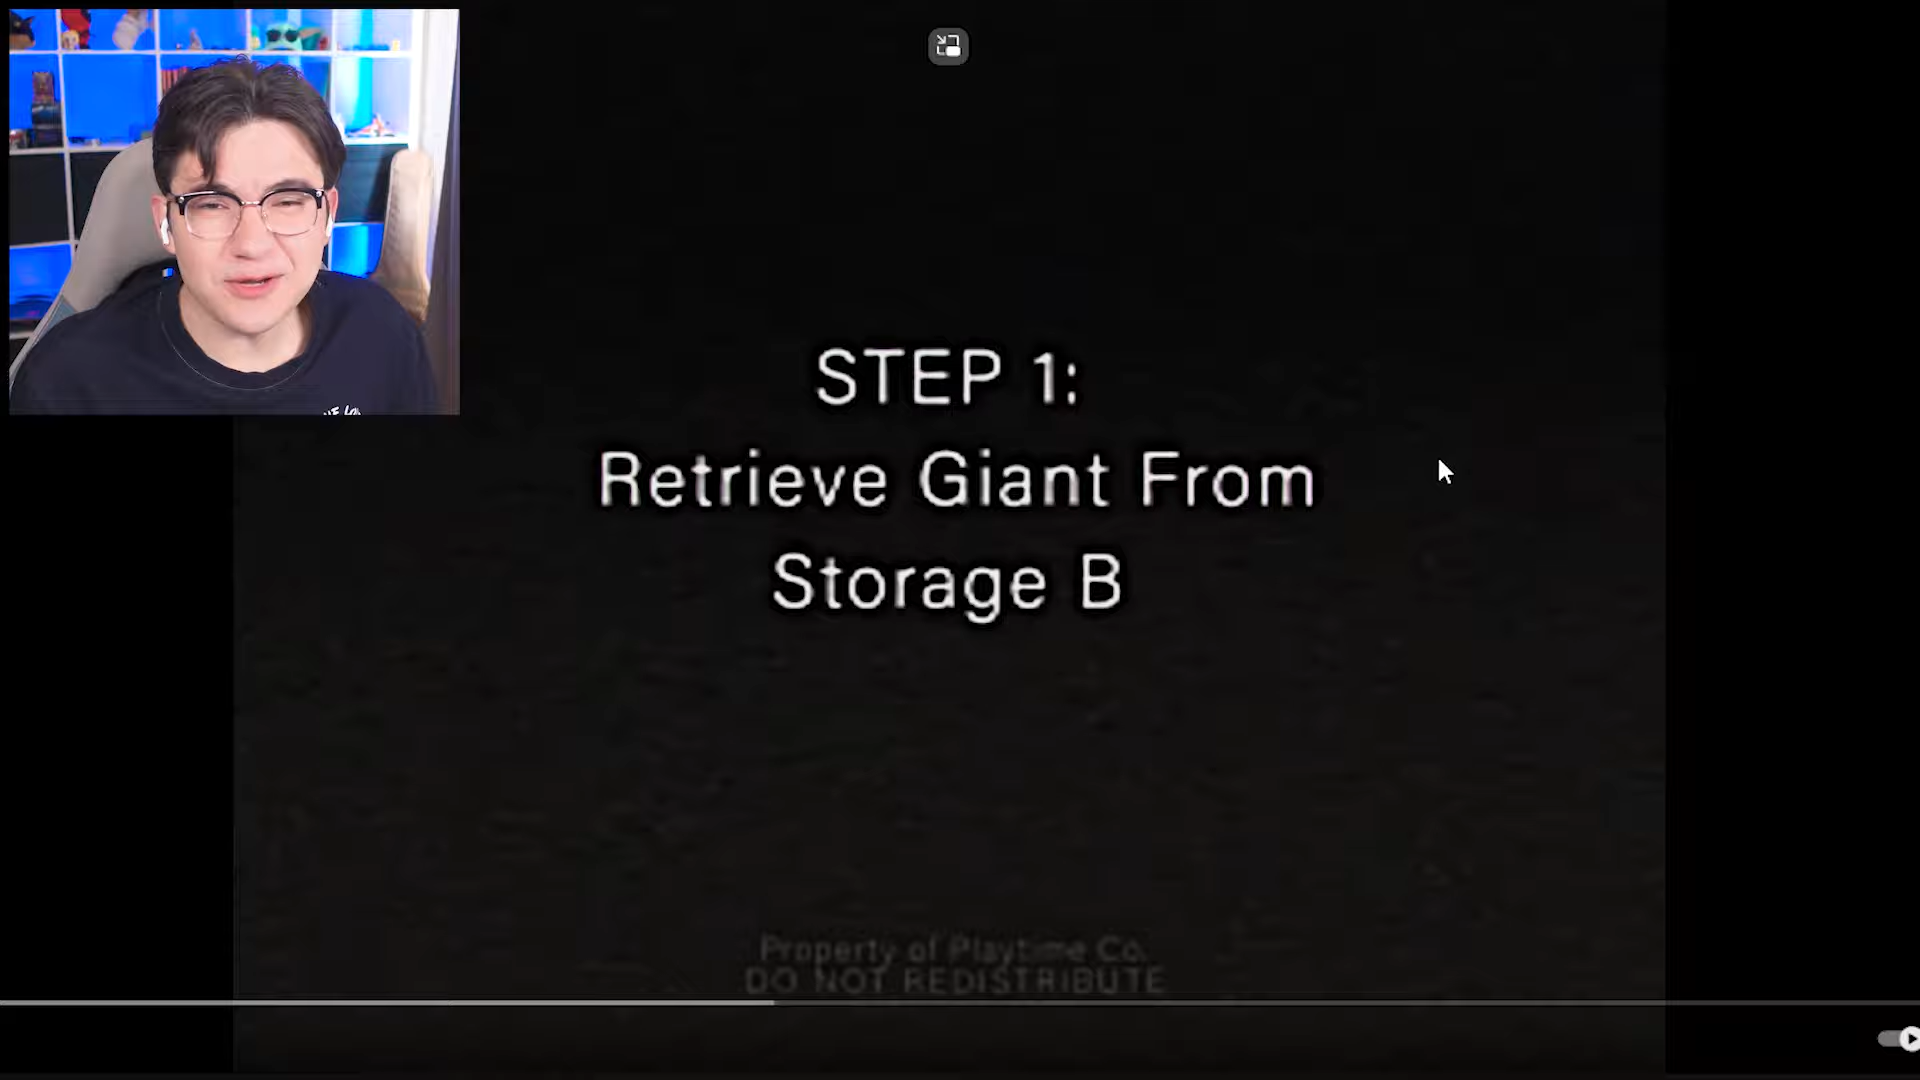 STEP 1:
Retrieve Giant From
Storage B
Property of Playtime Co.
DO NOT REDISTRIBUTE